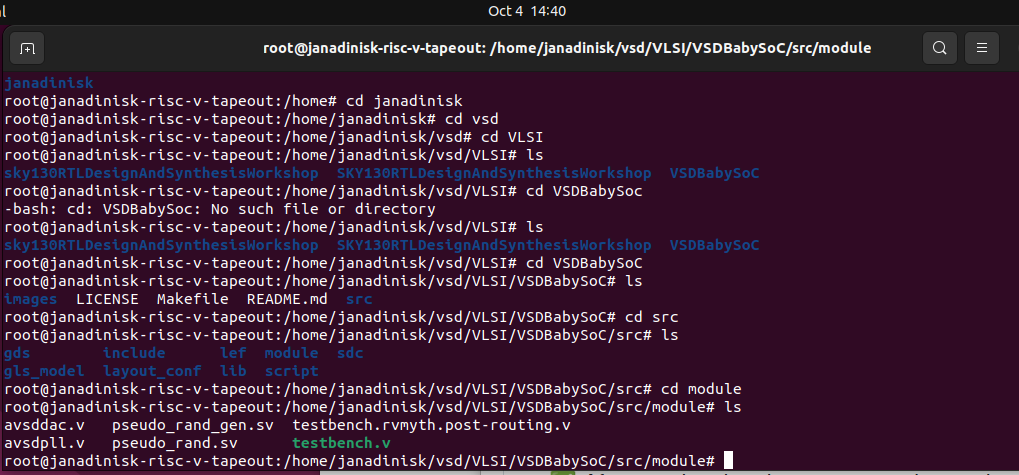 Oct 4 14:40
root@janadinisk-risc-v-tapeout: /home/janadinisk/vsd/VLSI/VSDBabySoC/src/module
janadinisk
root@janadinisk-risc-v-tapeout:/home# cd janadinisk
root@janadinisk-risc-v-tapeout:/home/janadinisk# cd vsd
root@janadinisk-risc-v-tapeout:/home/janadinisk/vsd# cd VLSI
root@janadinisk-risc-v-tapeout:/home/janadinisk/vsd/VLSI# ls
sky130RTLDesignAndSynthesisWorkshop  SKY130RTLDesignAndSynthesisWorkshop  VSDBabySoC
root@janadinisk-risc-v-tapeout:/home/janadinisk/vsd/VLSI# cd VSDBabySoc
-bash: cd: VSDBabySoc: No such file or directory
root@janadinisk-risc-v-tapeout:/home/janadinisk/vsd/VLSI# ls
sky130RTLDesignAndSynthesisWorkshop  SKY130RTLDesignAndSynthesisWorkshop  VSDBabySoC
root@janadinisk-risc-v-tapeout:/home/janadinisk/vsd/VLSI# cd VSDBabySoC
root@janadinisk-risc-v-tapeout:/home/janadinisk/vsd/VLSI/VSDBabySoC# ls
images  LICENSE  Makefile  README.md  src
root@janadinisk-risc-v-tapeout:/home/janadinisk/vsd/VLSI/VSDBabySoC# cd src
root@janadinisk-risc-v-tapeout:/home/janadinisk/vsd/VLSI/VSDBabySoC/src# ls
gds        include      lef  module  sdc
gls_model  layout_conf  lib  script
root@janadinisk-risc-v-tapeout:/home/janadinisk/vsd/VLSI/VSDBabySoC/src# cd module
root@janadinisk-risc-v-tapeout:/home/janadinisk/vsd/VLSI/VSDBabySoC/src/module# ls
avsddac.v  pseudo_rand_gen.sv  testbench.rvmyth.post-routing.v
avsdpll.v  pseudo_rand.sv      testbench.v
root@janadinisk-risc-v-tapeout:/home/janadinisk/vsd/VLSI/VSDBabySoC/src/module#